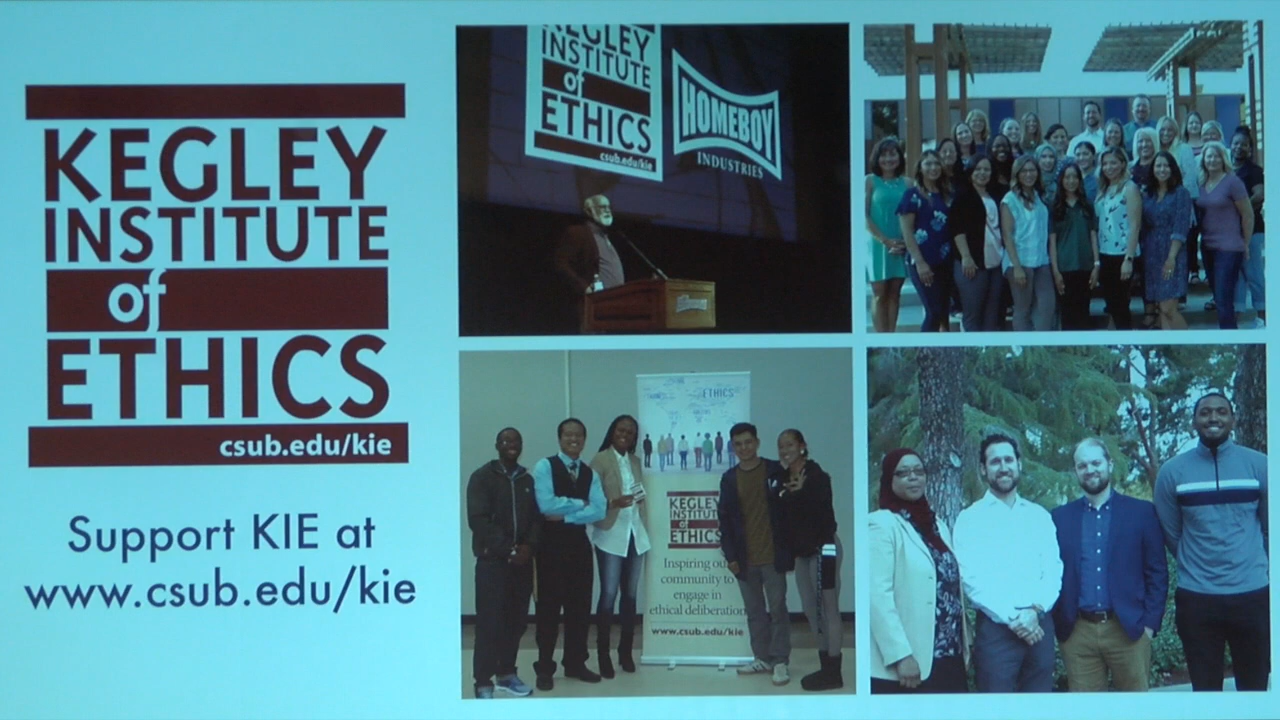 KEGLEY
INSTITUTE
of
ETHICS
csub.edu/kie
Support KIE at
www.csub.edu/kie
KEGLEY
INSTITUTE
of
ETHICS
csub.edu/kie
HOMEBOY
INDUSTRIES
ETHICS
KEGLEY
INSTITUTE
of
ETHICS
Inspiring our
community to
engage in
ethical deliberation
www.csub.edu/kie